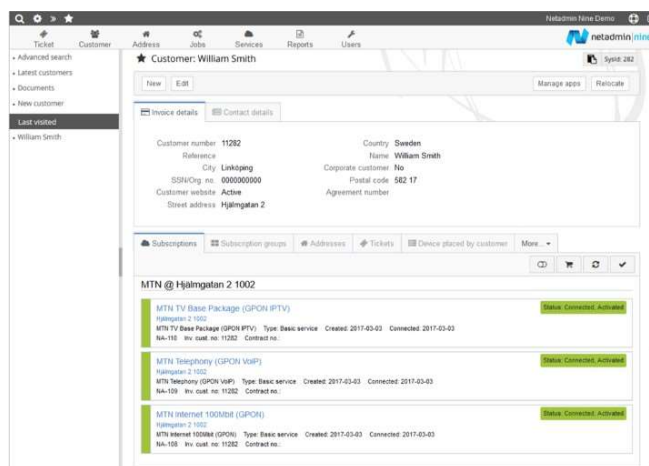 Netadmin Nine Demo
Ticket Customer Address Jobs Services Reports Users
netadmin nine
Advanced search
Latest customers
Documents
New customer
Last visited
William Smith
Customer: William Smith
SysId: 282
New Edit Manage apps Relocate
Invoice details Contact details
Customer number 11282 Country Sweden
Reference Name William Smith
City Linköping Corporate customer No
SSN/Org. no. 0000000000 Postal code 582 17
Customer website Active Agreement number
Street address Hjälmgatan 2
Subscriptions Subscription groups Addresses Tickets Device placed by customer More...
MTN @ Hjälmgatan 2 1002
MTN TV Base Package (GPON IPTV) Status: Connected, Activated
Hjälmgatan 2 1002
MTN TV Base Package (GPON IPTV) Type: Basic service Created: 2017-03-03 Connected: 2017-03-03
NA-110 Inv. cust. no: 11282 Contract no.:
MTN Telephony (GPON VoIP) Status: Connected, Activated
Hjälmgatan 2 1002
MTN Telephony (GPON VoIP) Type: Basic service Created: 2017-03-03 Connected: 2017-03-03
NA-109 Inv. cust. no: 11282 Contract no.:
MTN Internet 100Mbit (GPON) Status: Connected, Activated
Hjälmgatan 2 1002
MTN Internet 100Mbit (GPON) Type: Basic service Created: 2017-03-03 Connected: 2017-03-03
NA-108 Inv. cust. no: 11282 Contract no.: